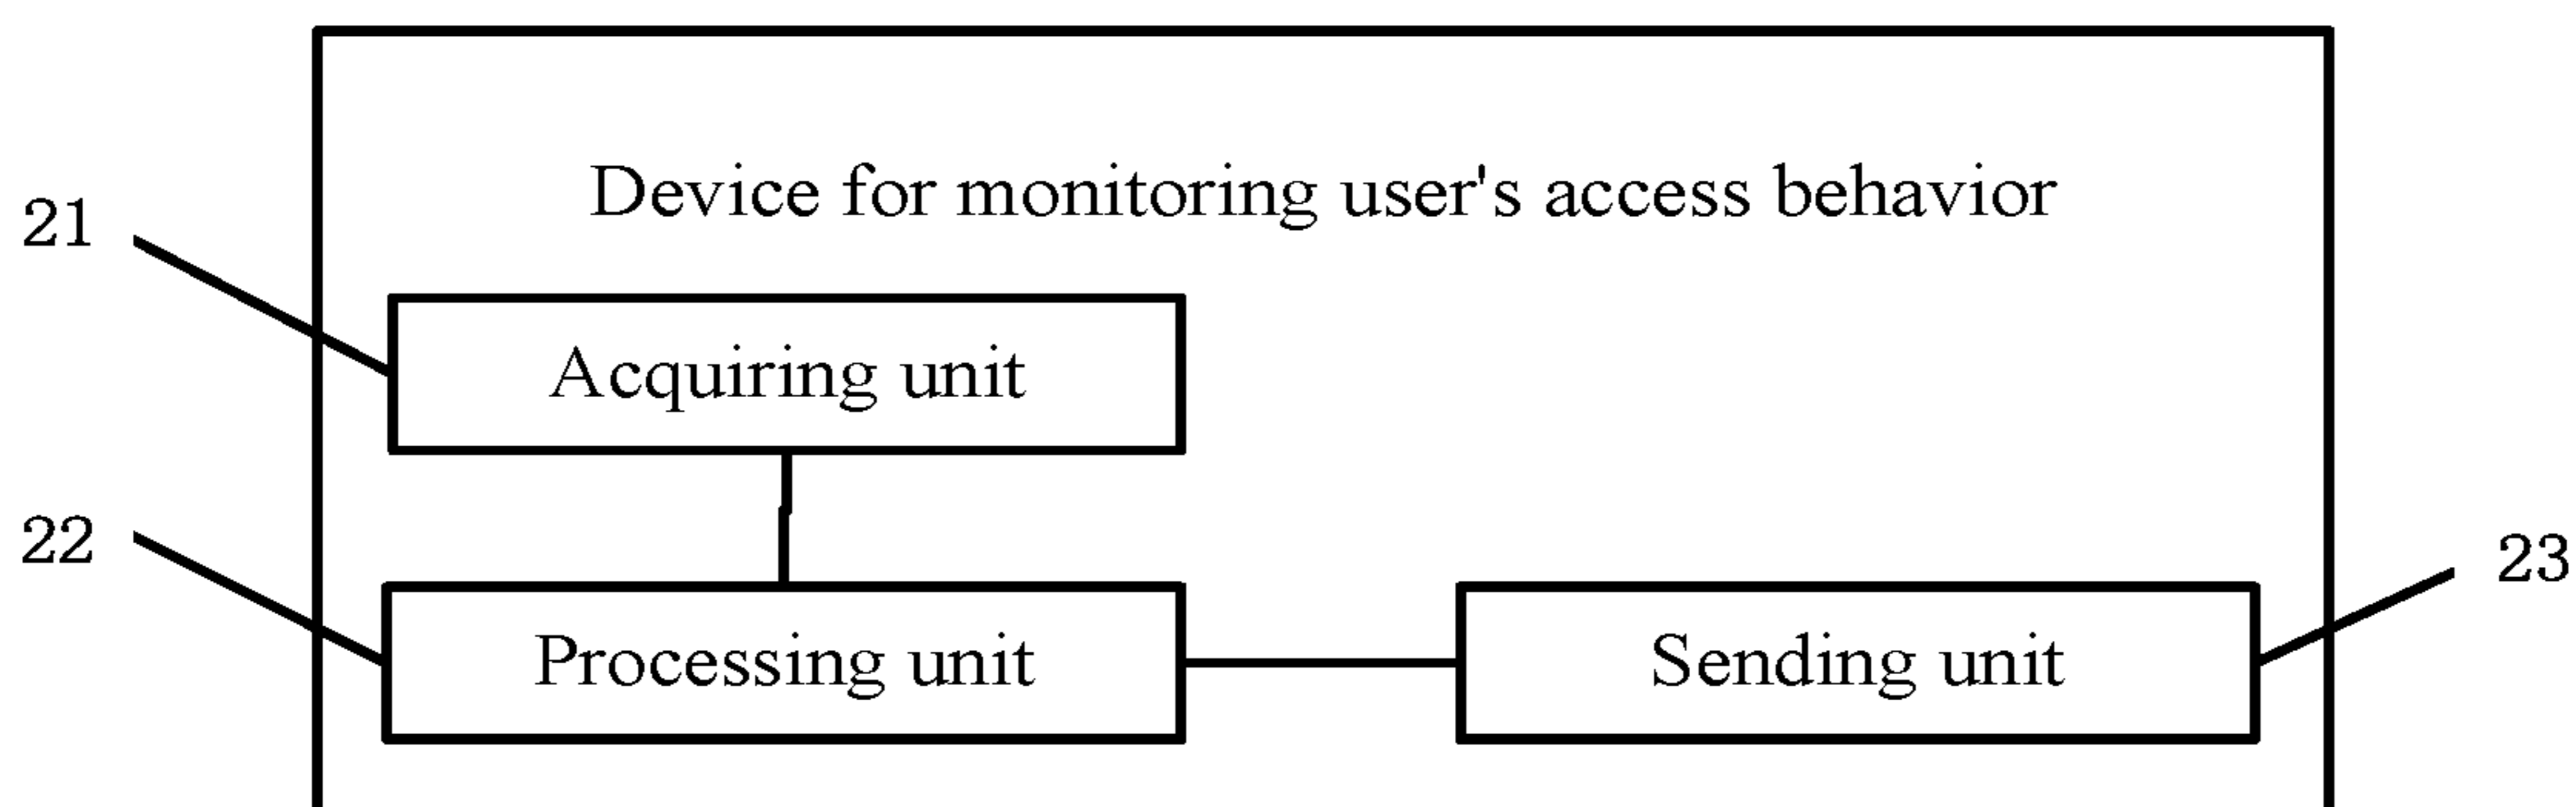 Device for monitoring user's access behavior
21
Acquiring unit
22
Processing unit
Sending unit
23